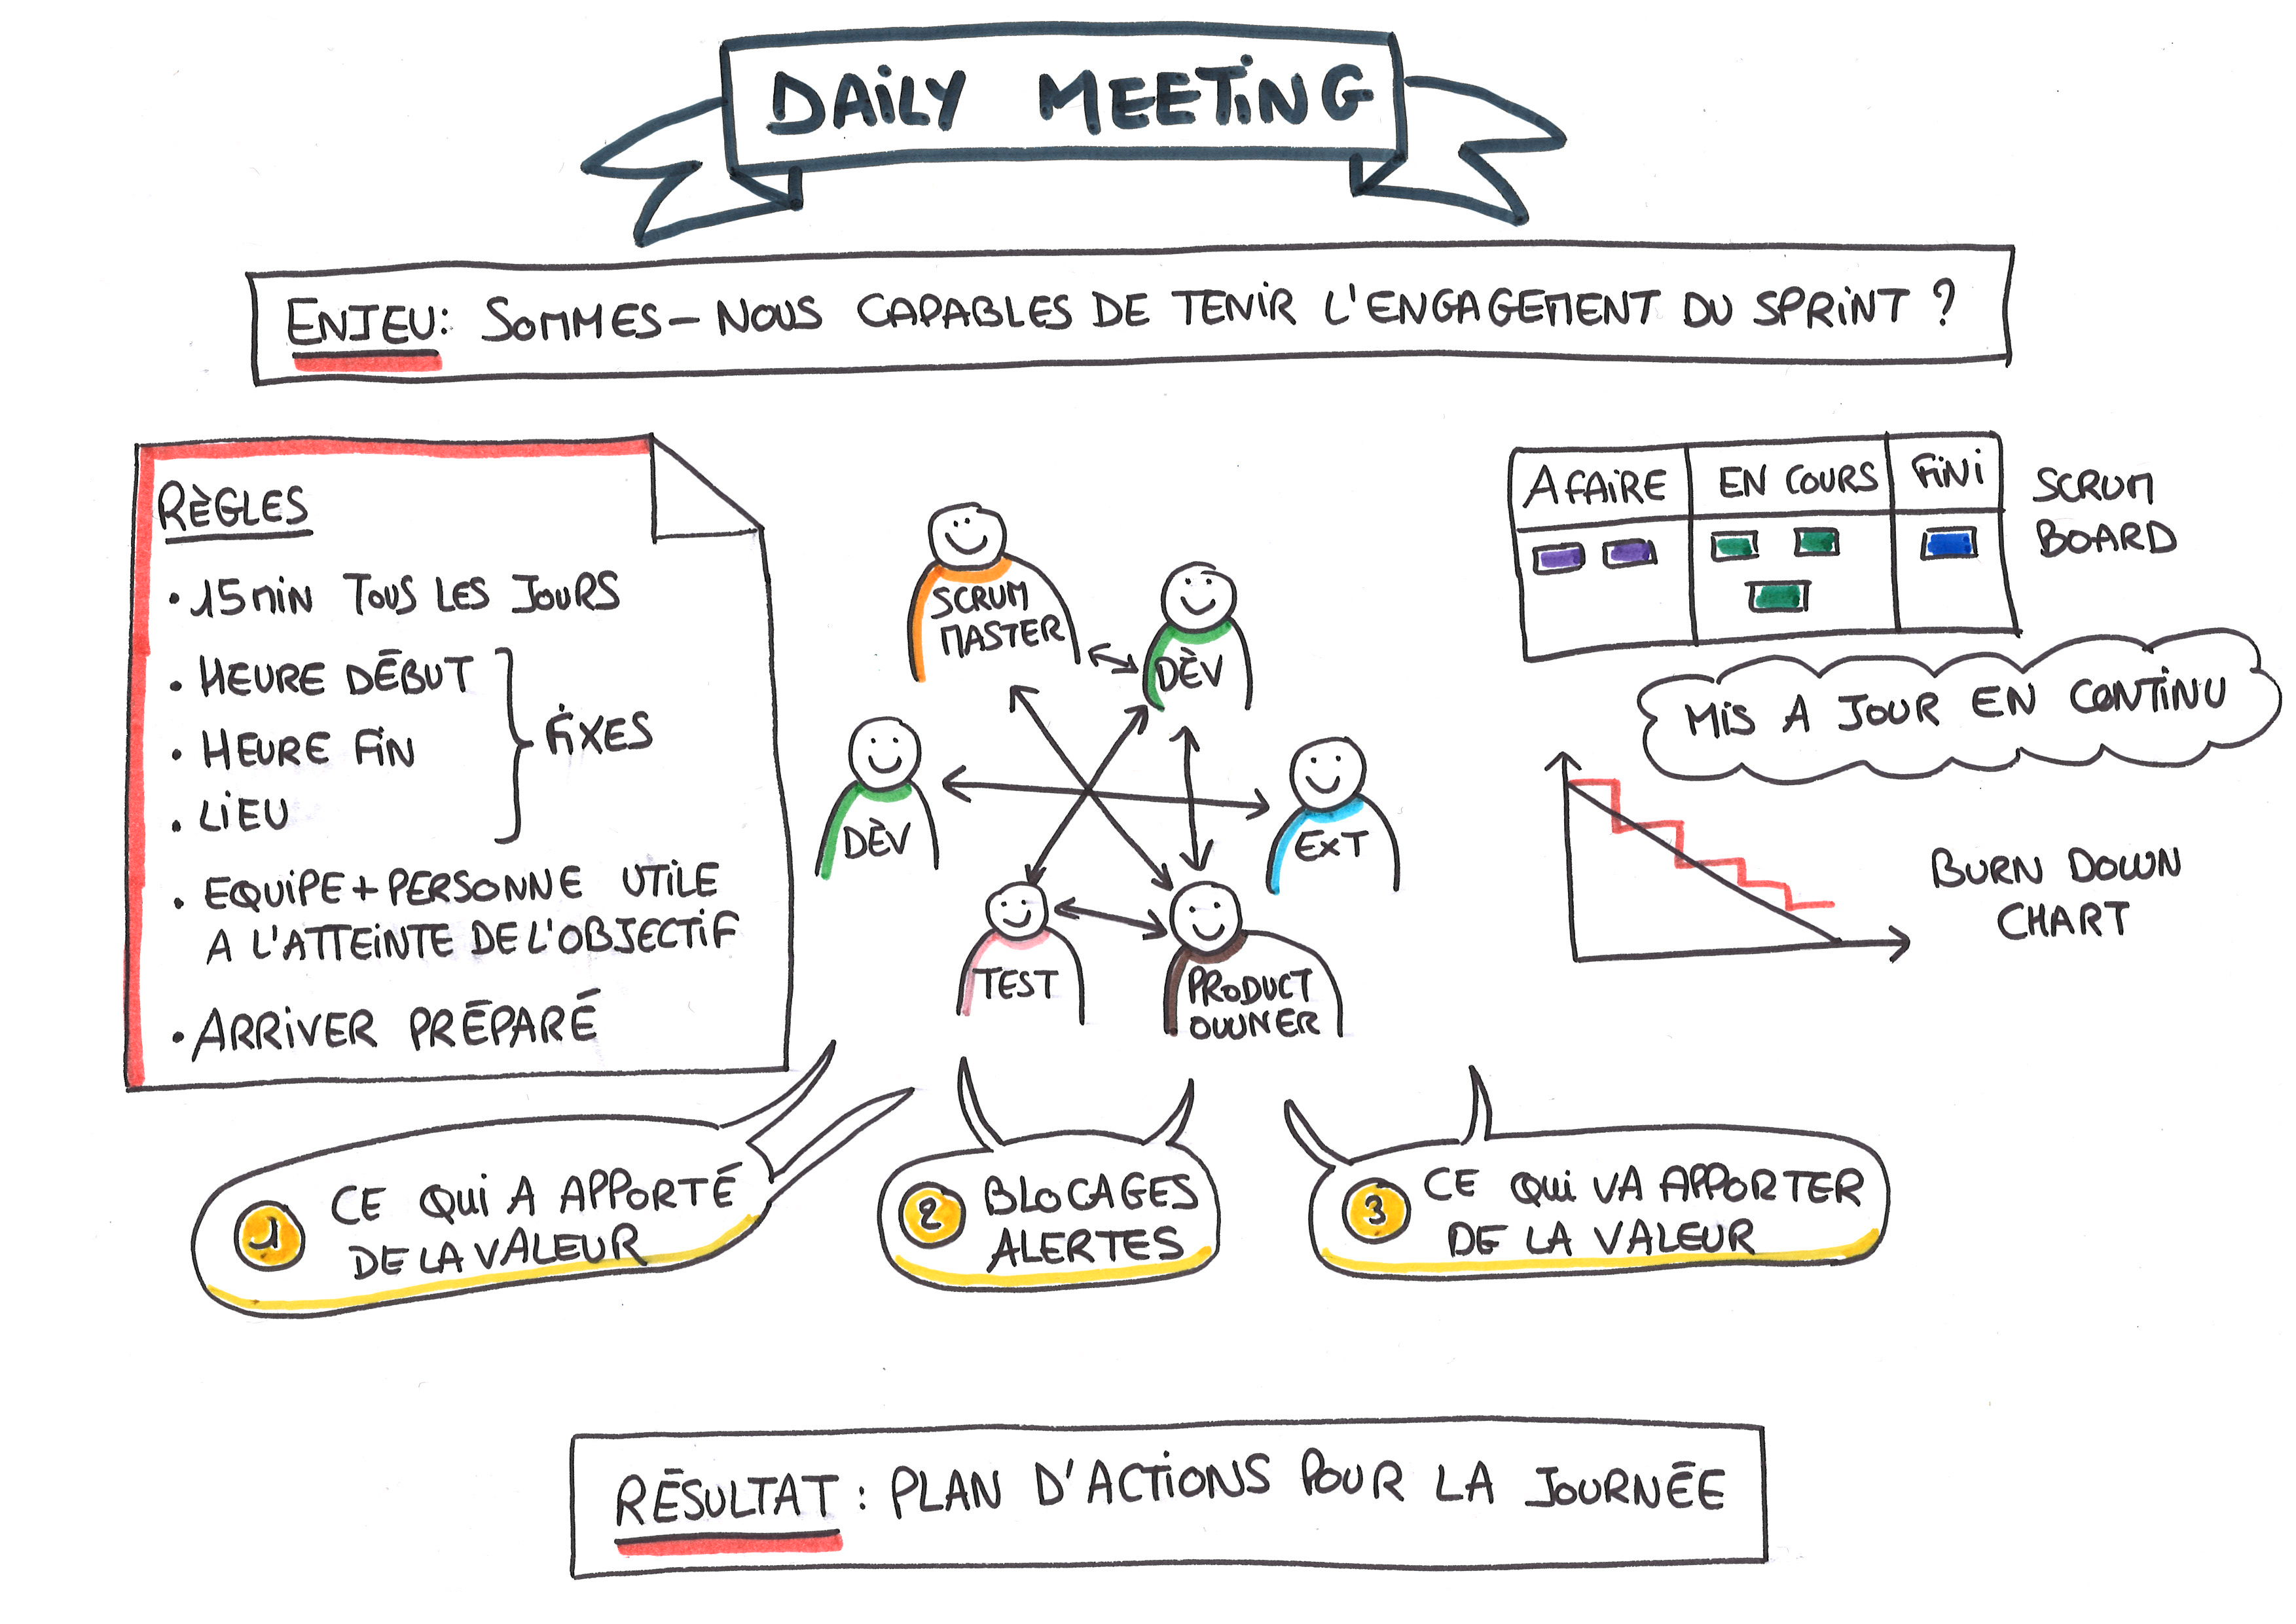 DAILY MEETING
ENJEU: SOMMES-NOUS CAPABLES DE TENIR L'ENGAGEMENT DU SPRINT ?
RÈGLES
• 15 MIN TOUS LES JOURS
• HEURE DÉBUT
• HEURE FIN
• LIEU
FIXES
• EQUIPE + PERSONNE UTILE
A L'ATTEINTE DE L'OBJECTIF
• ARRIVER PRÉPARÉ
SCRUM
MASTER
DÈV
DÈV
EXT
TEST
PRODUCT
OWNER
A FAIRE
EN COURS
FINI
SCRUM
BOARD
MIS A JOUR EN CONTINU
BURN DOWN
CHART
1 CE QUI A APPORTÉ
DE LA VALEUR
2 BLOCAGES
ALERTES
3 CE QUI VA APPORTER
DE LA VALEUR
RÉSULTAT : PLAN D'ACTIONS POUR LA JOURNÉE